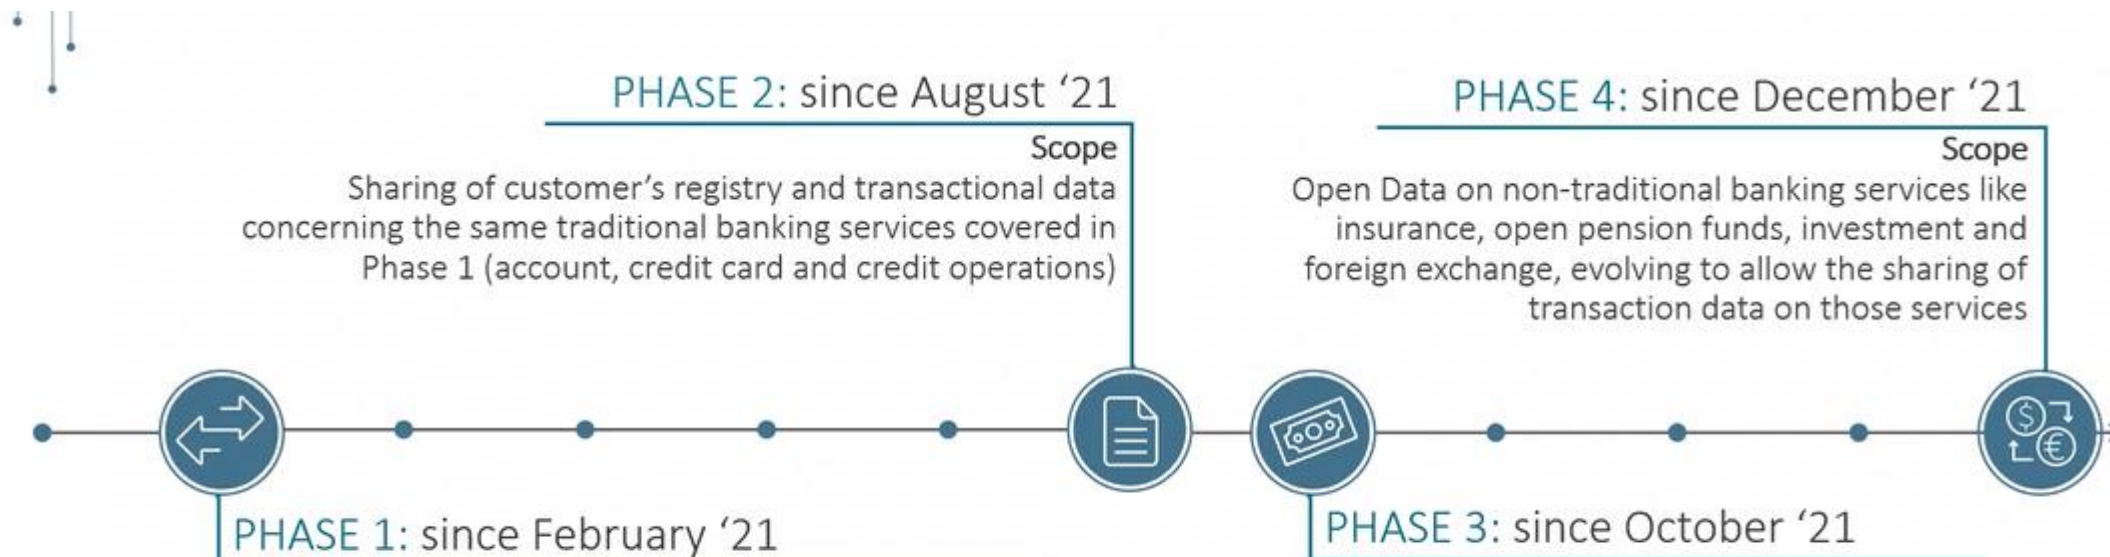 PHASE 2: since August ‘21
Scope
Sharing of customer’s registry and transactional data
concerning the same traditional banking services covered in
Phase 1 (account, credit card and credit operations)
PHASE 4: since December ‘21
Scope
Open Data on non-traditional banking services like
insurance, open pension funds, investment and
foreign exchange, evolving to allow the sharing of
transaction data on those services
$
€
PHASE 1: since February ‘21
PHASE 3: since October ‘21